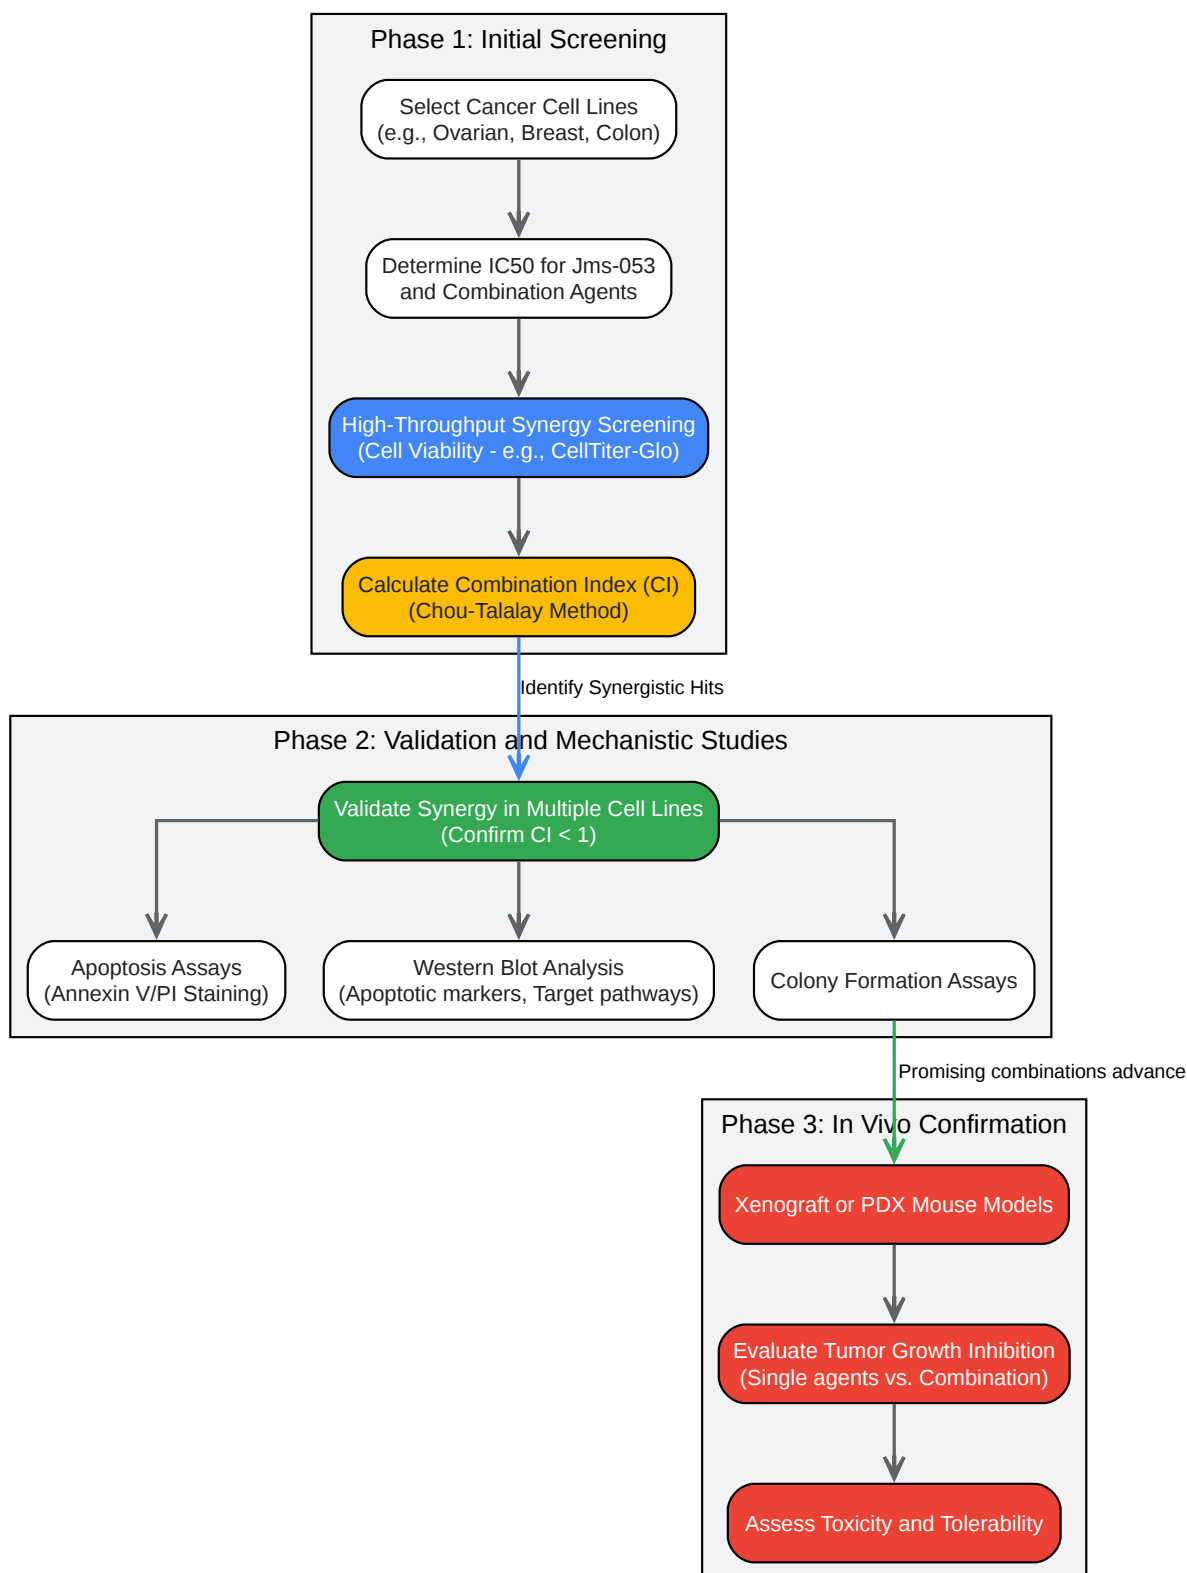 Phase 1: Initial Screening
Select Cancer Cell Lines
(e.g., Ovarian, Breast, Colon)
Determine IC50 for Jms-053
and Combination Agents
High-Throughput Synergy Screening
(Cell Viability - e.g., CellTiter-Glo)
Calculate Combination Index (CI)
(Chou-Talalay Method)
Identify Synergistic Hits
Phase 2: Validation and Mechanistic Studies
Validate Synergy in Multiple Cell Lines
(Confirm CI < 1)
Apoptosis Assays
(Annexin V/PI Staining)
Western Blot Analysis
(Apoptotic markers, Target pathways)
Colony Formation Assays
Promising combinations advance
Phase 3: In Vivo Confirmation
Xenograft or PDX Mouse Models
Evaluate Tumor Growth Inhibition
(Single agents vs. Combination)
Assess Toxicity and Tolerability